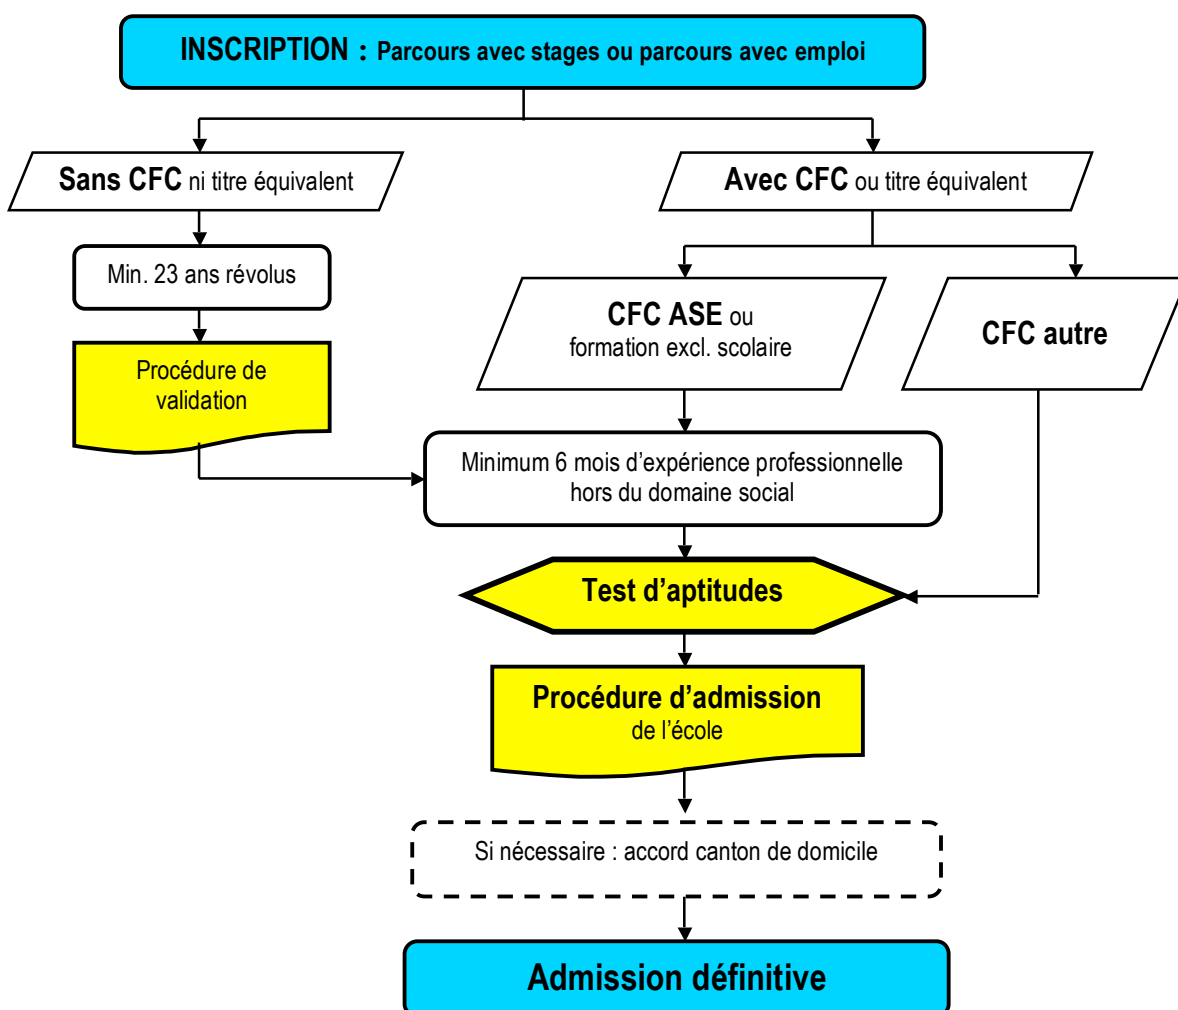 INSCRIPTION : Parcours avec stages ou parcours avec emploi
Sans CFC ni titre équivalent
Avec CFC ou titre équivalent
Min. 23 ans révolus
Procédure de
validation
CFC ASE ou
formation excl. scolaire
CFC autre
Minimum 6 mois d’expérience professionnelle
hors du domaine social
Test d’aptitudes
Procédure d’admission
de l’école
Si nécessaire : accord canton de domicile
Admission définitive